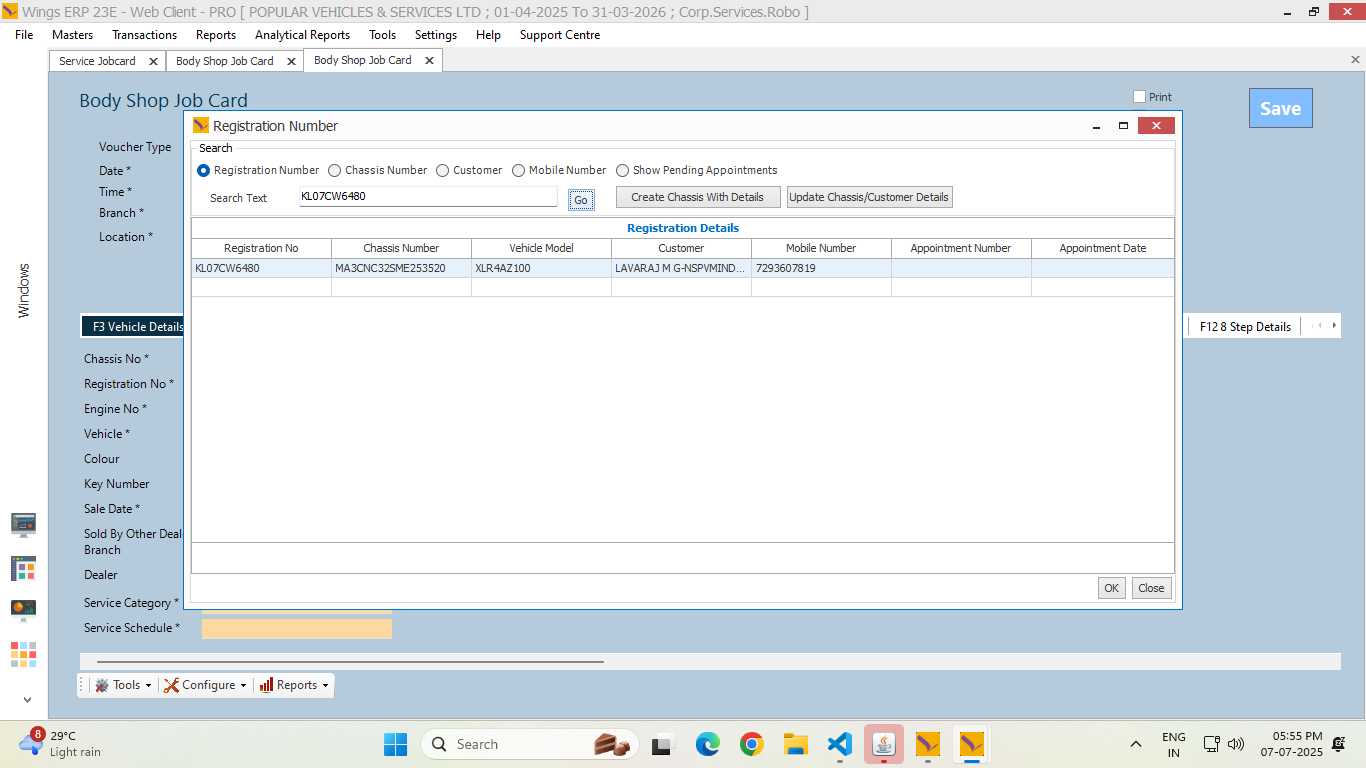 Wings ERP 23E - Web Client - PRO [ POPULAR VEHICLES & SERVICES LTD ; 01-04-2025 To 31-03-2026 ; Corp.Services.Robo ]
File Masters Transactions Reports Analytical Reports Tools Settings Help Support Centre
Service Jobcard Body Shop Job Card Body Shop Job Card
Body Shop Job Card
Print
Save
Voucher Type
Date *
Time *
Branch *
Location *
Windows
Registration Number
Search
Registration Number Chassis Number Customer Mobile Number Show Pending Appointments
Search Text KL07CW6480 Go Create Chassis With Details Update Chassis/Customer Details
Registration Details
Registration No Chassis Number Vehicle Model Customer Mobile Number Appointment Number Appointment Date
KL07CW6480 MA3CNC32SME253520 XLR4AZ100 LAVARAJ M G-NSPVMIND... 7293607819
OK Close
F3 Vehicle Details
F12 8 Step Details
Chassis No *
Registration No *
Engine No *
Vehicle *
Colour
Key Number
Sale Date *
Sold By Other Deal
Branch
Dealer
Service Category *
Service Schedule *
Tools Configure Reports
8
29°C
Light rain
Search
ENG
IN
05:55 PM
07-07-2025